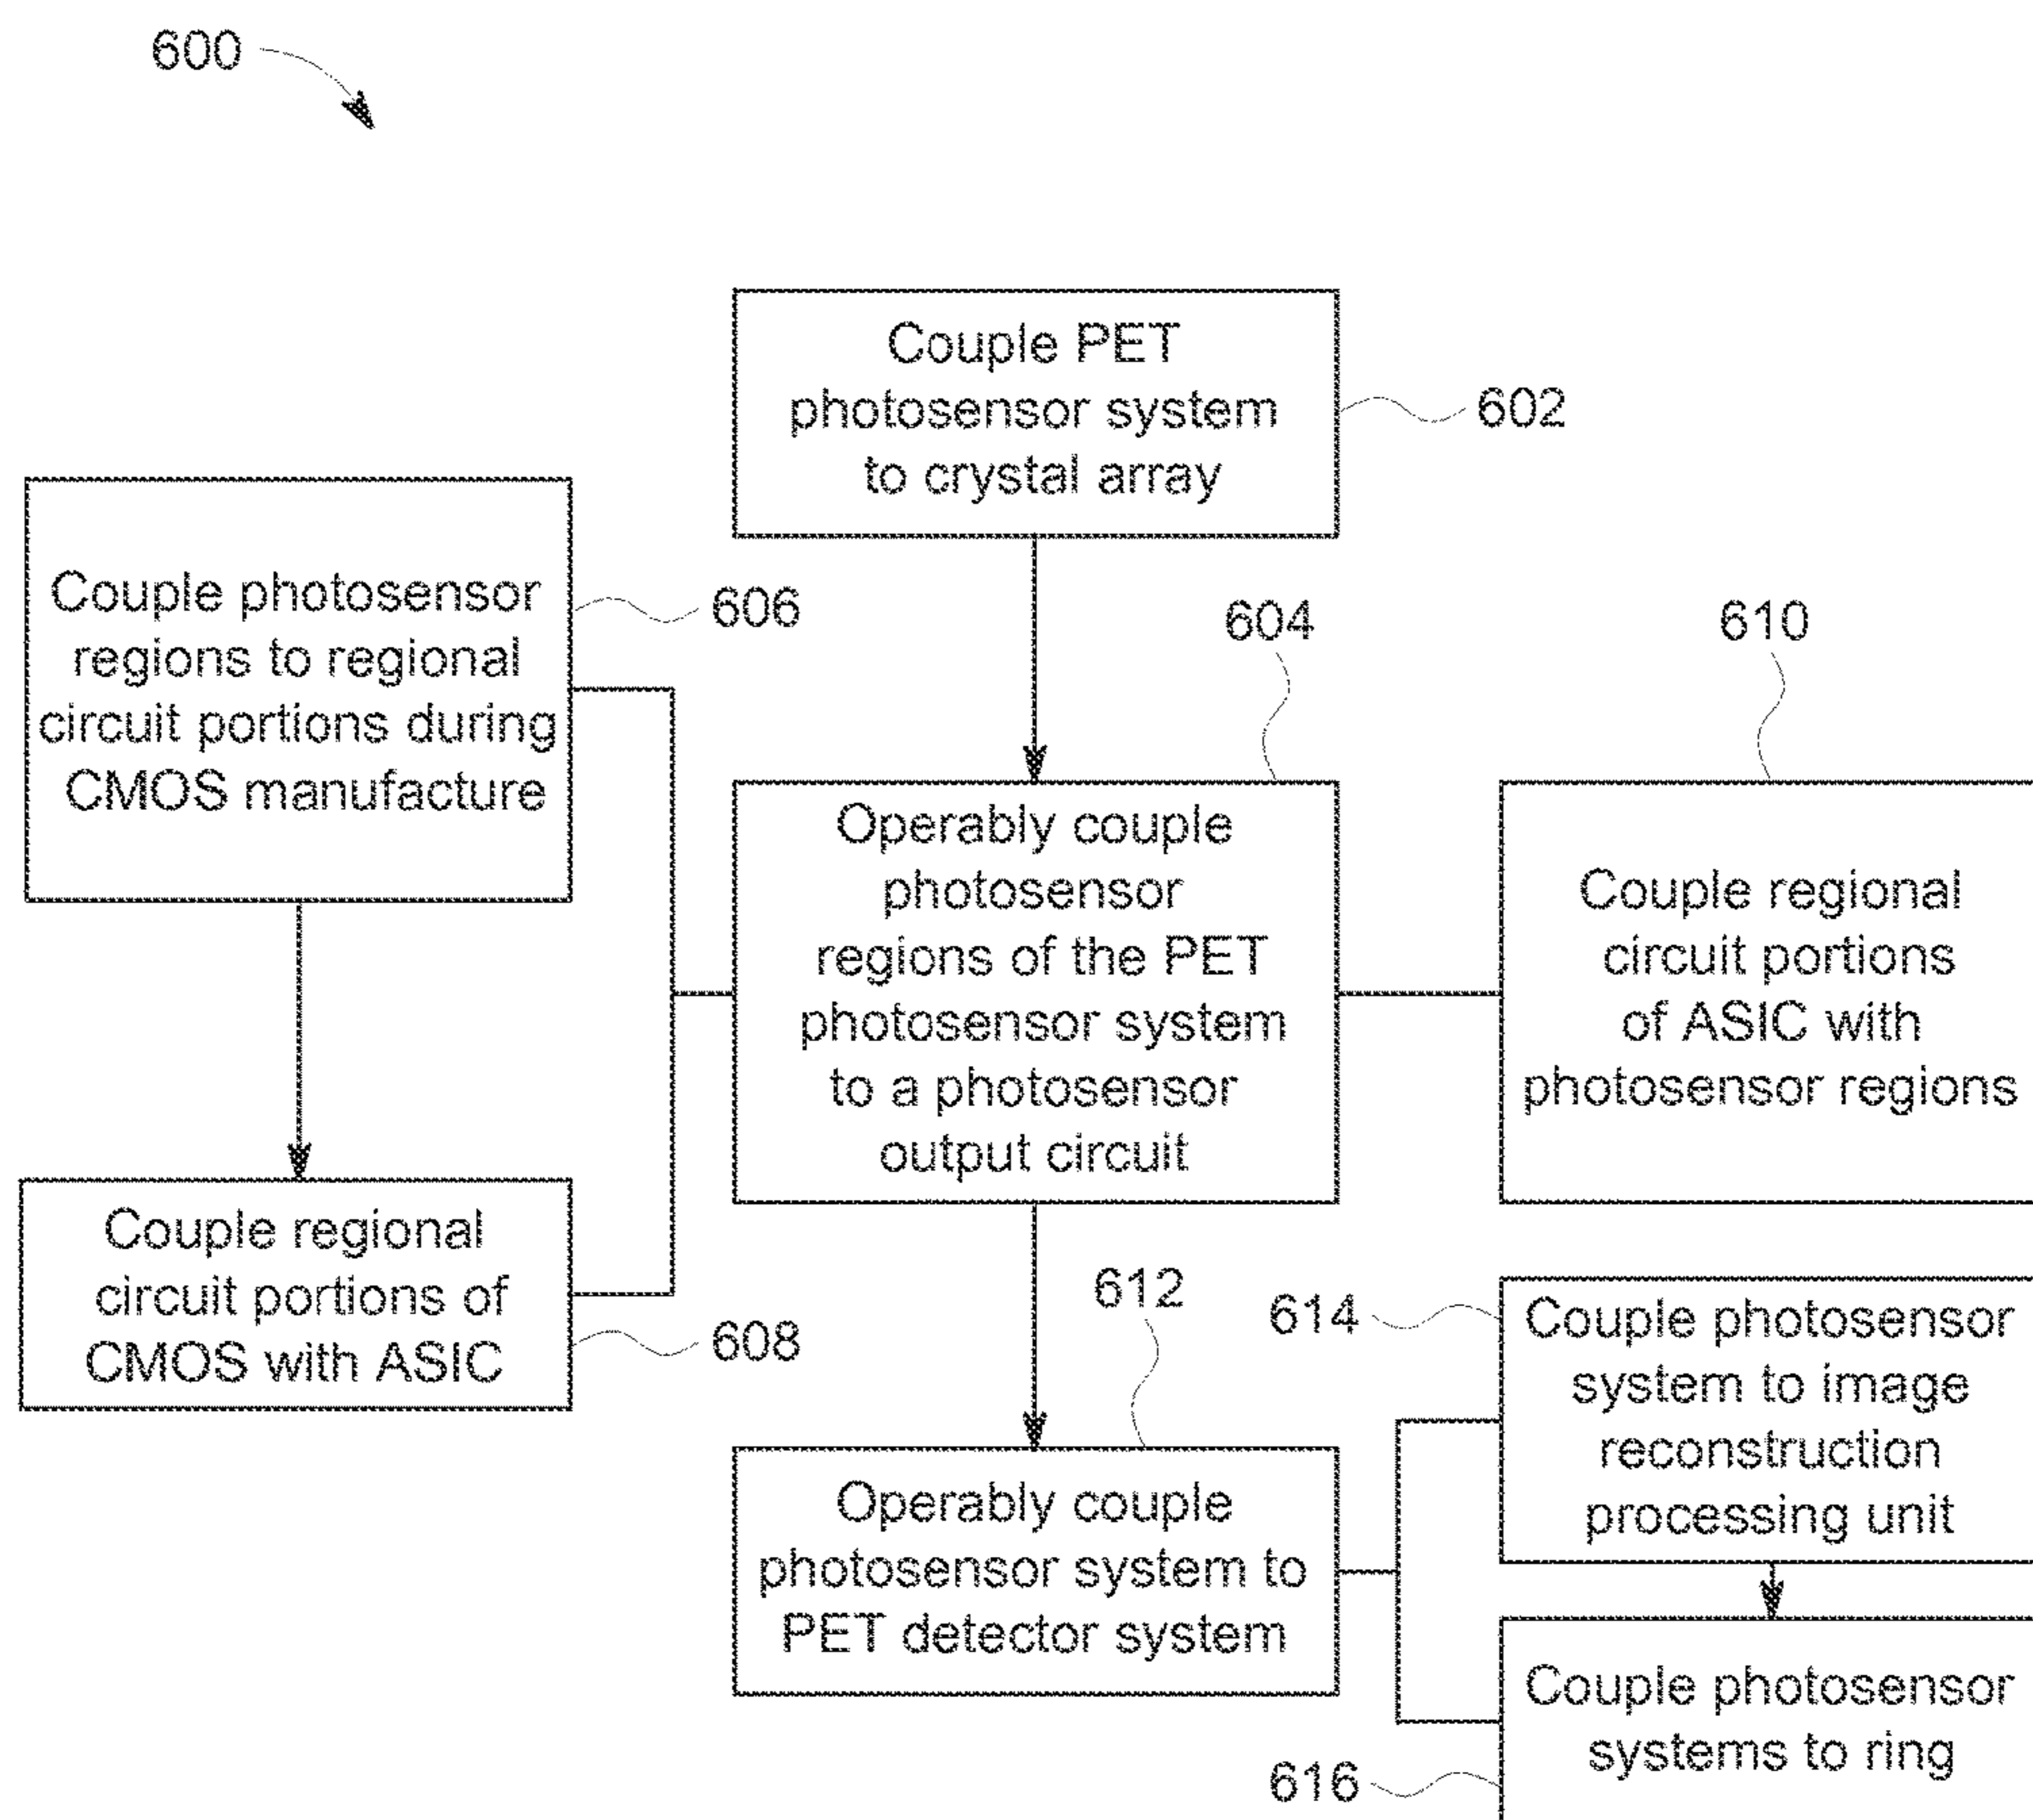 600
Couple PET
photosensor system
to crystal array
602
Couple photosensor
regions to regional
circuit portions during
CMOS manufacture
606
604
610
Operably couple
photosensor
regions of the PET
photosensor system
to a photosensor
output circuit
Couple regional
circuit portions
of ASIC with
photosensor regions
Couple regional
circuit portions of
CMOS with ASIC
608
612
614
Couple photosensor
system to image
reconstruction
processing unit
Operably couple
photosensor system to
PET detector system
Couple photosensor
systems to ring
616